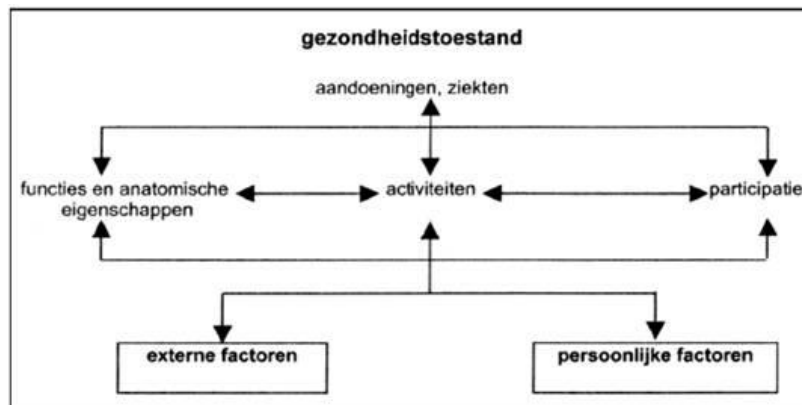 gezondheidstoestand
aandoeningen, ziekten
functies en anatomische
eigenschappen
activiteiten
participatie
externe factoren
persoonlijke factoren